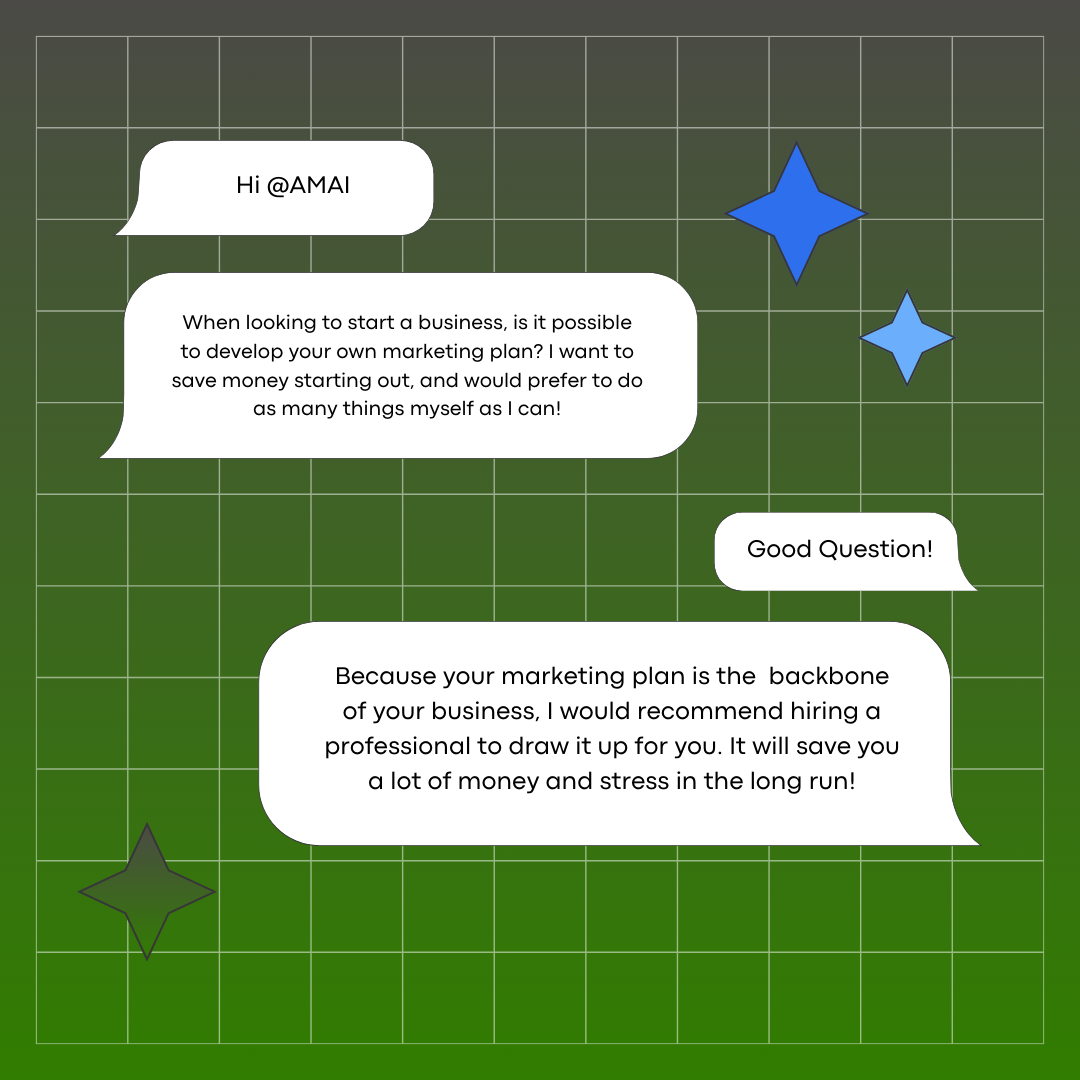 Hi @AMAI
When looking to start a business, is it possible
to develop your own marketing plan? I want to
save money starting out, and would prefer to do
as many things myself as I can!
Good Question!
Because your marketing plan is the  backbone
of your business, I would recommend hiring a
professional to draw it up for you. It will save you
a lot of money and stress in the long run!